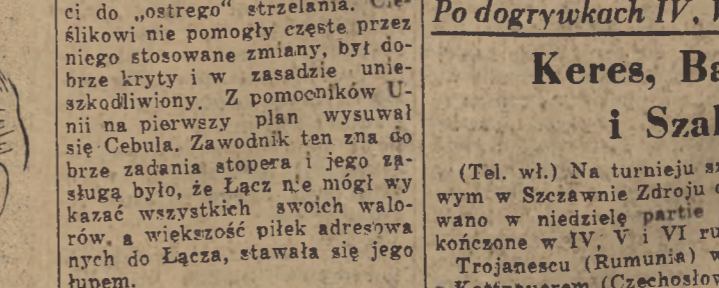 ci do „ostrego" strzelania.
ślikowi nie pomogły częste przez
niego stosowane zmiany, był do-
brze kryty i w zasadzie unie-
szkodliwiony. Z pomocników U-
nii na pierwszy plan wysuwał
się Cebula. Zawodnik ten zna do
brze zadania stopera i jego za-
sługą było, że Łącz nie mógł wy
kazać wszystkich swoich walo-
rów, a większość piłek adresowa
nych do Łącza, stawała się jego
łupem.
Po dogrywkach IV,
Keres, Ba
i Szal
(Tel. wł.) Na turnieju sz
wym w Szczawnie Zdroju
wano w niedzielę partie
kończone w IV, V i VI ru
Trojanescu (Rumunia) w
(Czechosłow